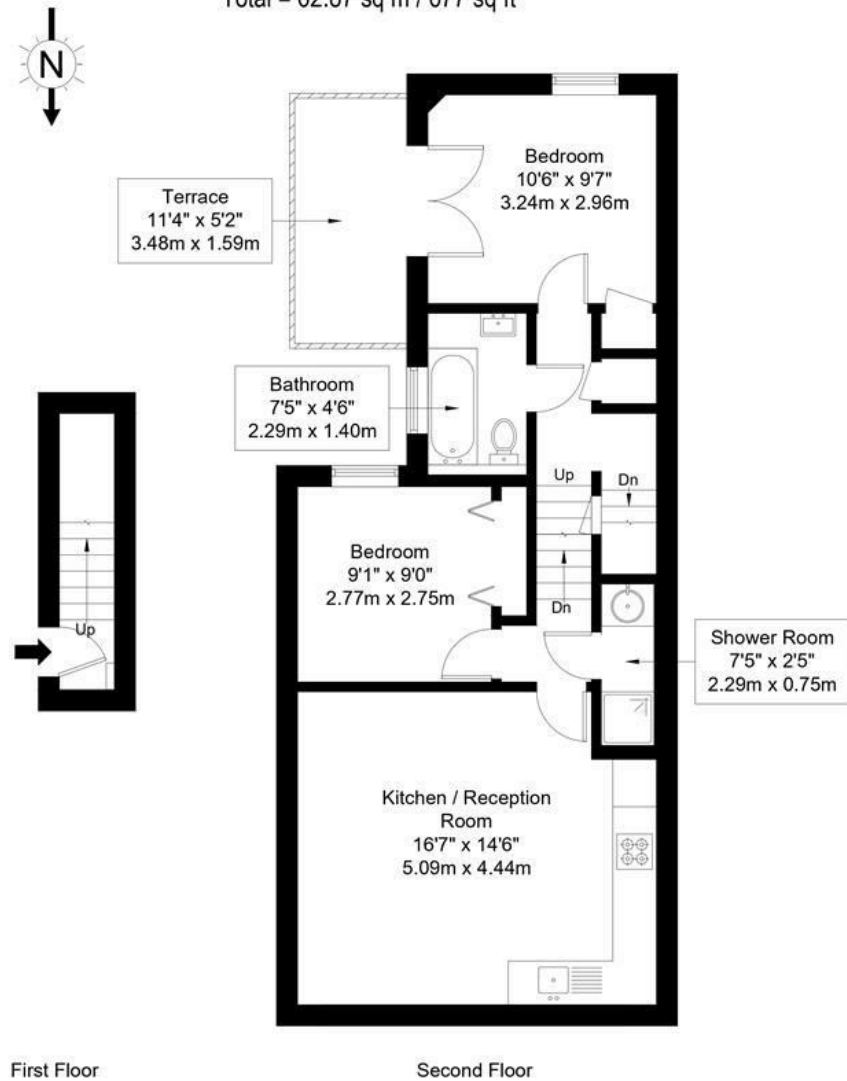 N
Bedroom
10'6" x 9'7"
3.24m x 2.96m
Terrace
11'4" x 5'2"
3.48m x 1.59m
Bathroom
7'5" x 4'6"
2.29m x 1.40m
Up
Dn
Bedroom
9'1" x 9'0"
2.77m x 2.75m
Dn
Up
Shower Room
7'5" x 2'5"
2.29m x 0.75m
Kitchen / Reception
Room
16'7" x 14'6"
5.09m x 4.44m
First Floor
Second Floor